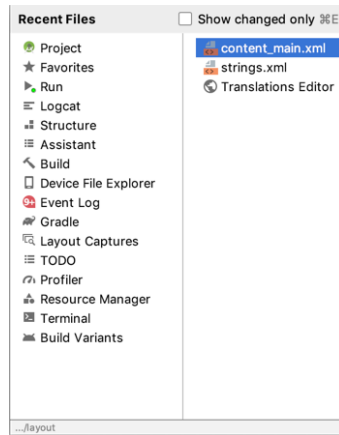 Recent Files
Show changed only ⌘E
Project
Favorites
Run
Logcat
Structure
Assistant
Build
Device File Explorer
9+ Event Log
Gradle
Layout Captures
TODO
Profiler
Resource Manager
Terminal
Build Variants
content_main.xml
strings.xml
Translations Editor
.../layout